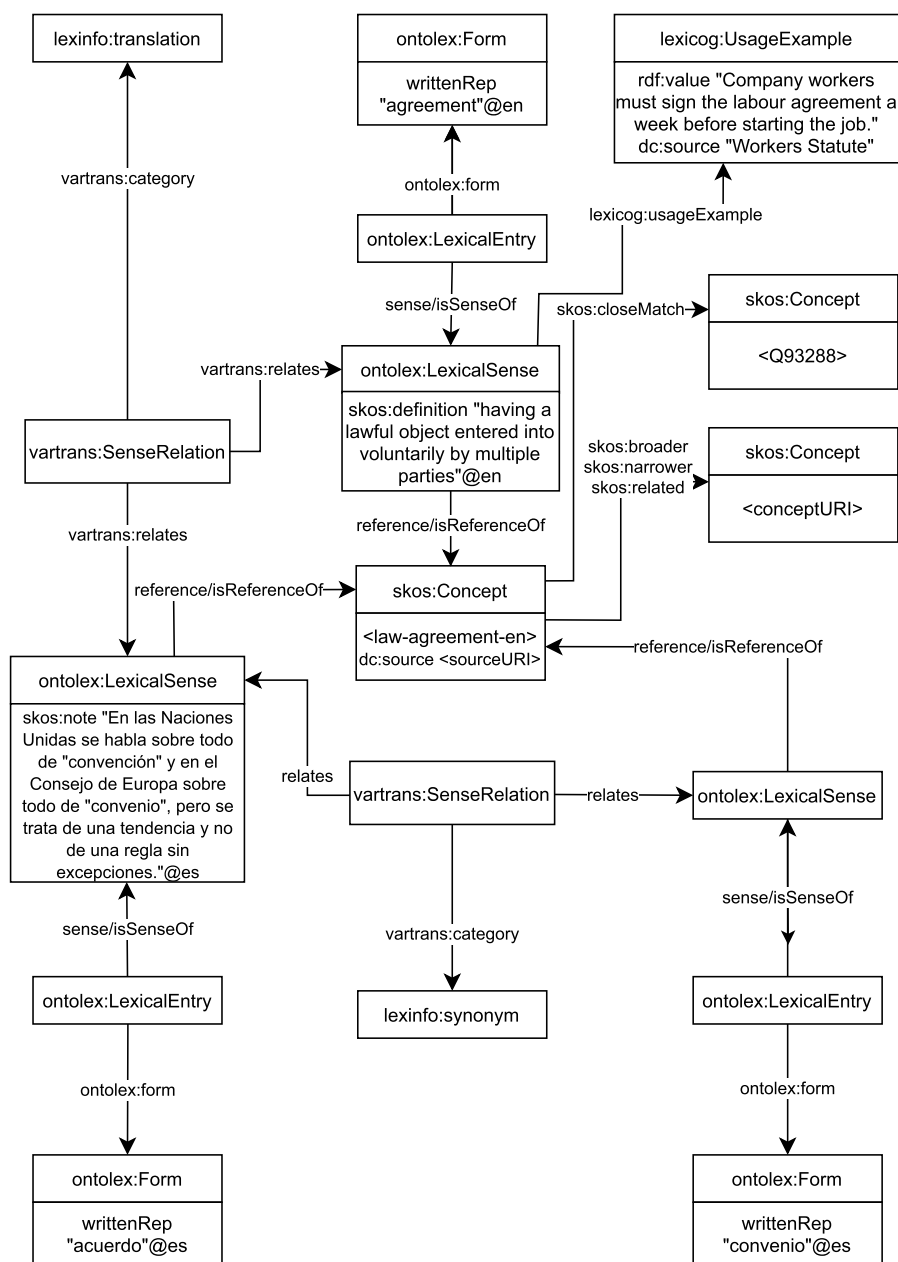 lexinfo:translation
ontolex:Form
writtenRep
"agreement"@en
lexicog:UsageExample
rdf:value "Company workers
must sign the labour agreement a
week before starting the job."
dc:source "Workers Statute"
vartrans:category
ontolex:form
lexicog:usageExample
ontolex:LexicalEntry
sense/isSenseOf
skos:closeMatch
skos:Concept
<Q93288>
vartrans:relates
ontolex:LexicalSense
skos:definition "having a
lawful object entered into
voluntarily by multiple
parties"@en
vartrans:SenseRelation
skos:broader
skos:narrower
skos:related
skos:Concept
<conceptURI>
vartrans:relates
reference/isReferenceOf
reference/isReferenceOf
skos:Concept
<law-agreement-en>
dc:source <sourceURI>
reference/isReferenceOf
ontolex:LexicalSense
skos:note "En las Naciones
Unidas se habla sobre todo
de "convención" y en el
Consejo de Europa sobre
todo de "convenio", pero se
trata de una tendencia y no
de una regla sin
excepciones."@es
relates
vartrans:SenseRelation
relates
ontolex:LexicalSense
sense/isSenseOf
vartrans:category
sense/isSenseOf
ontolex:LexicalEntry
lexinfo:synonym
ontolex:LexicalEntry
ontolex:form
ontolex:form
ontolex:Form
writtenRep
"acuerdo"@es
ontolex:Form
writtenRep
"convenio"@es